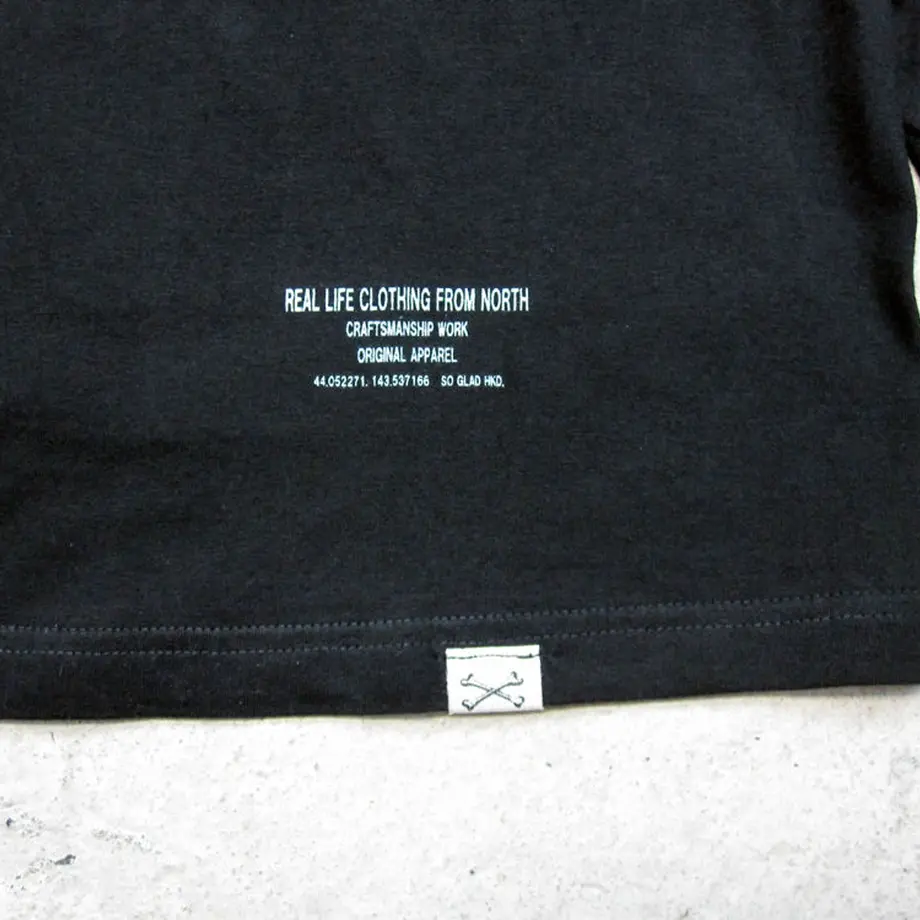 REAL LIFE CLOTHING FROM NORTH
CRAFTSMANSHIP WORK
ORIGINAL APPAREL
44.052271. 143.537166 SO GLAD HKD.